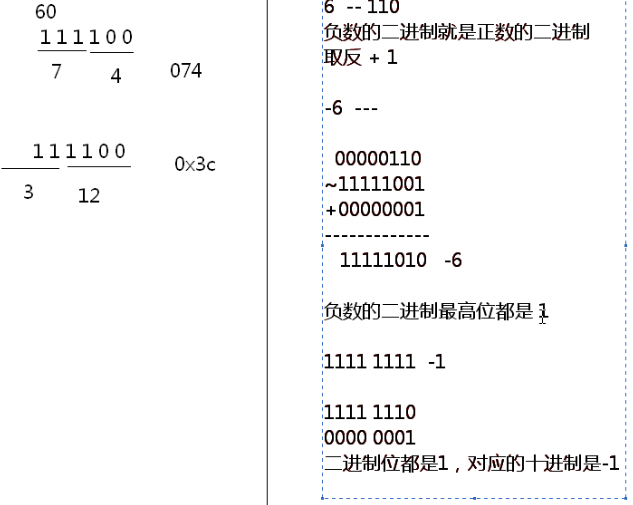 60
111100
7 4 074
111100 0x3c
3 12
6 -- 110
负数的二进制就是正数的二进制
取反 + 1
-6 ---
00000110
~11111001
+00000001
-------------
11111010 -6
负数的二进制最高位都是 1
1111 1111 -1
1111 1110
0000 0001
二进制位都是1，对应的十进制是-1